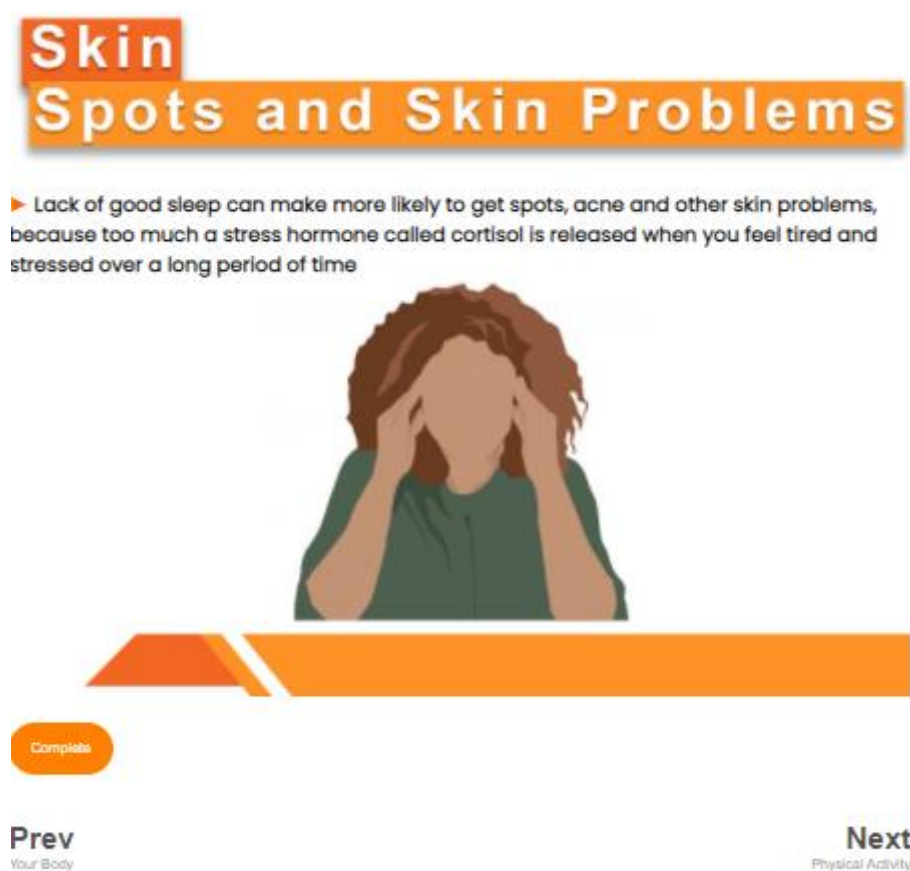 Skin
Spots and Skin Problems
► Lack of good sleep can make more likely to get spots, acne and other skin problems,
because too much a stress hormone called cortisol is released when you feel tired and
stressed over a long period of time
Complete
Prev
Next
Your Body
Physical Activity